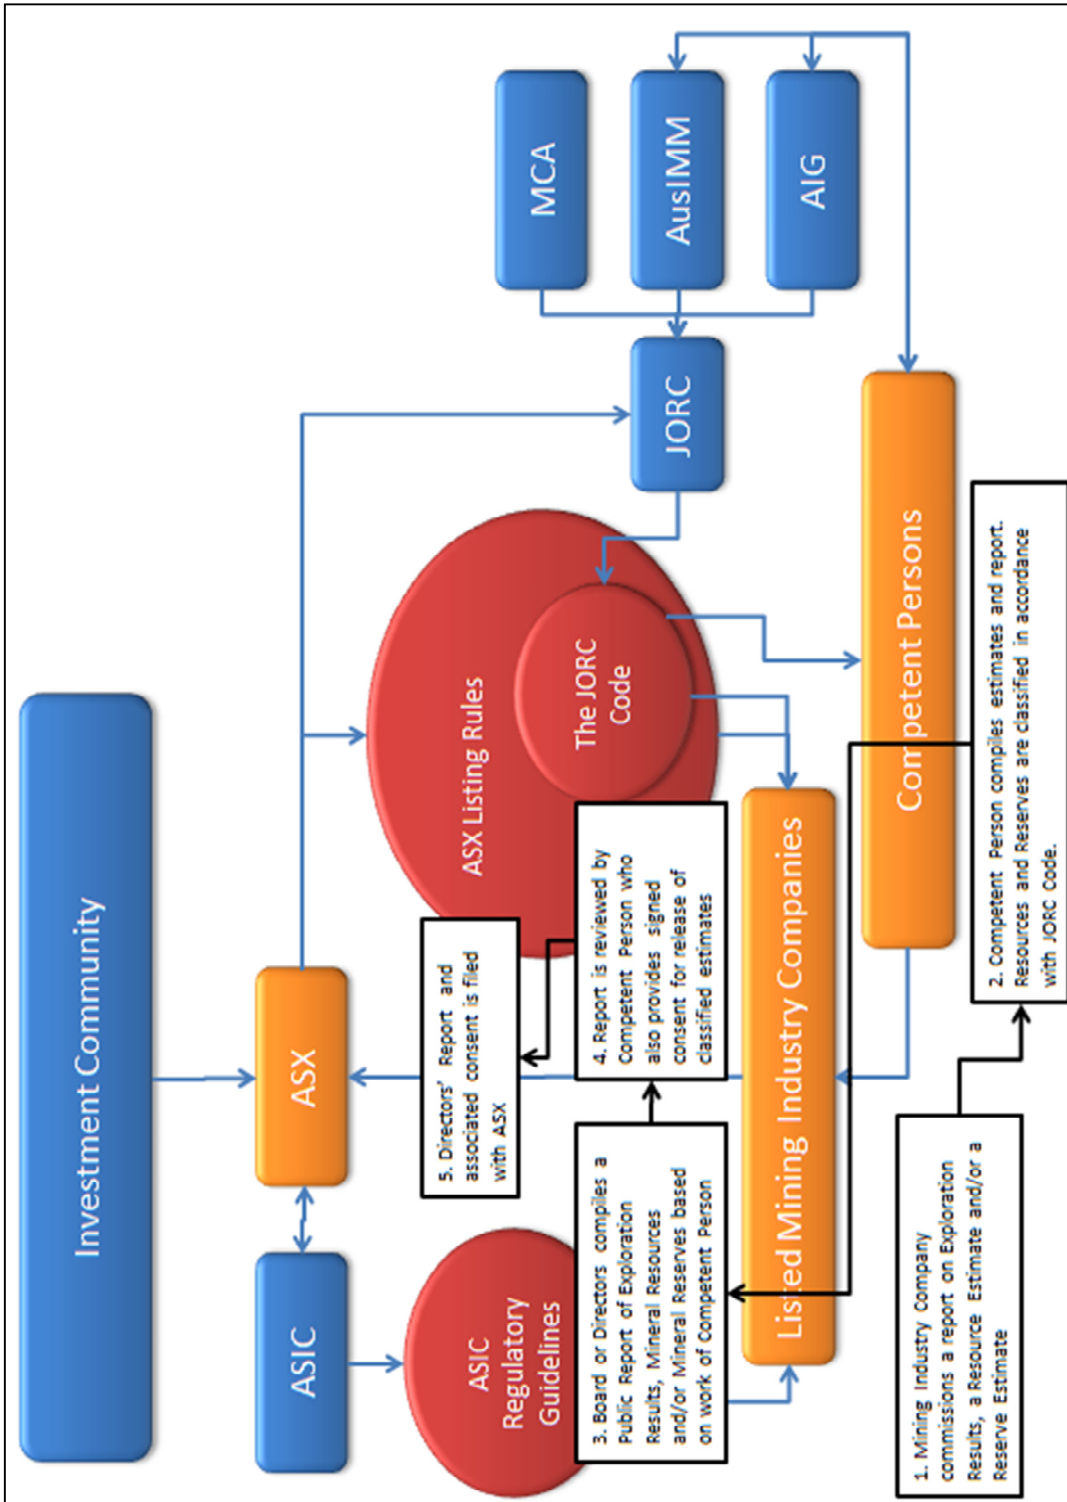 Investment Community
ASIC
ASX
ASIC
Regulatory
Guidelines
ASX Listing Rules
The JORC
Code
JORC
MCA
AusIMM
AIG
5. Directors' Report and
associated consent is filed
with ASX
3. Board or Directors compiles a
Public Report of Exploration
Results, Mineral Resources
and/or Mineral Reserves based
on work of Competent Person
4. Report is reviewed by
Competent Person who
also provides signed
consent for release of
classified estimates
Listed Mining Industry Companies
Competent Persons
1. Mining Industry Company
commissions a report on Exploration
Results, a Resource Estimate and/or a
Reserve Estimate
2. Competent Person compiles estimates and report.
Resources and Reserves are classified in accordance
with JORC Code.